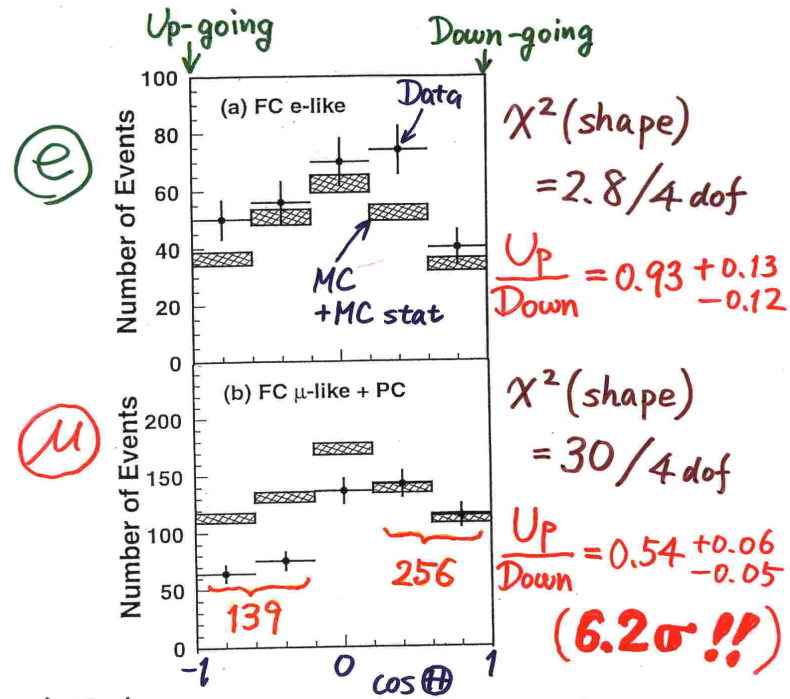 Up-going
Down-going
100
80
60
40
20
0
Number of Events
(a) FC e-like
Data
MC
+MC stat
e
χ² (shape)
= 2.8 / 4 dof
Up
Down
= 0.93 +0.13
-0.12
200
150
100
50
0
Number of Events
(b) FC μ-like + PC
139
256
-1
0
1
cos Θ
μ
χ² (shape)
= 30 / 4 dof
Up
Down
= 0.54 +0.06
-0.05
(6.2σ !!)